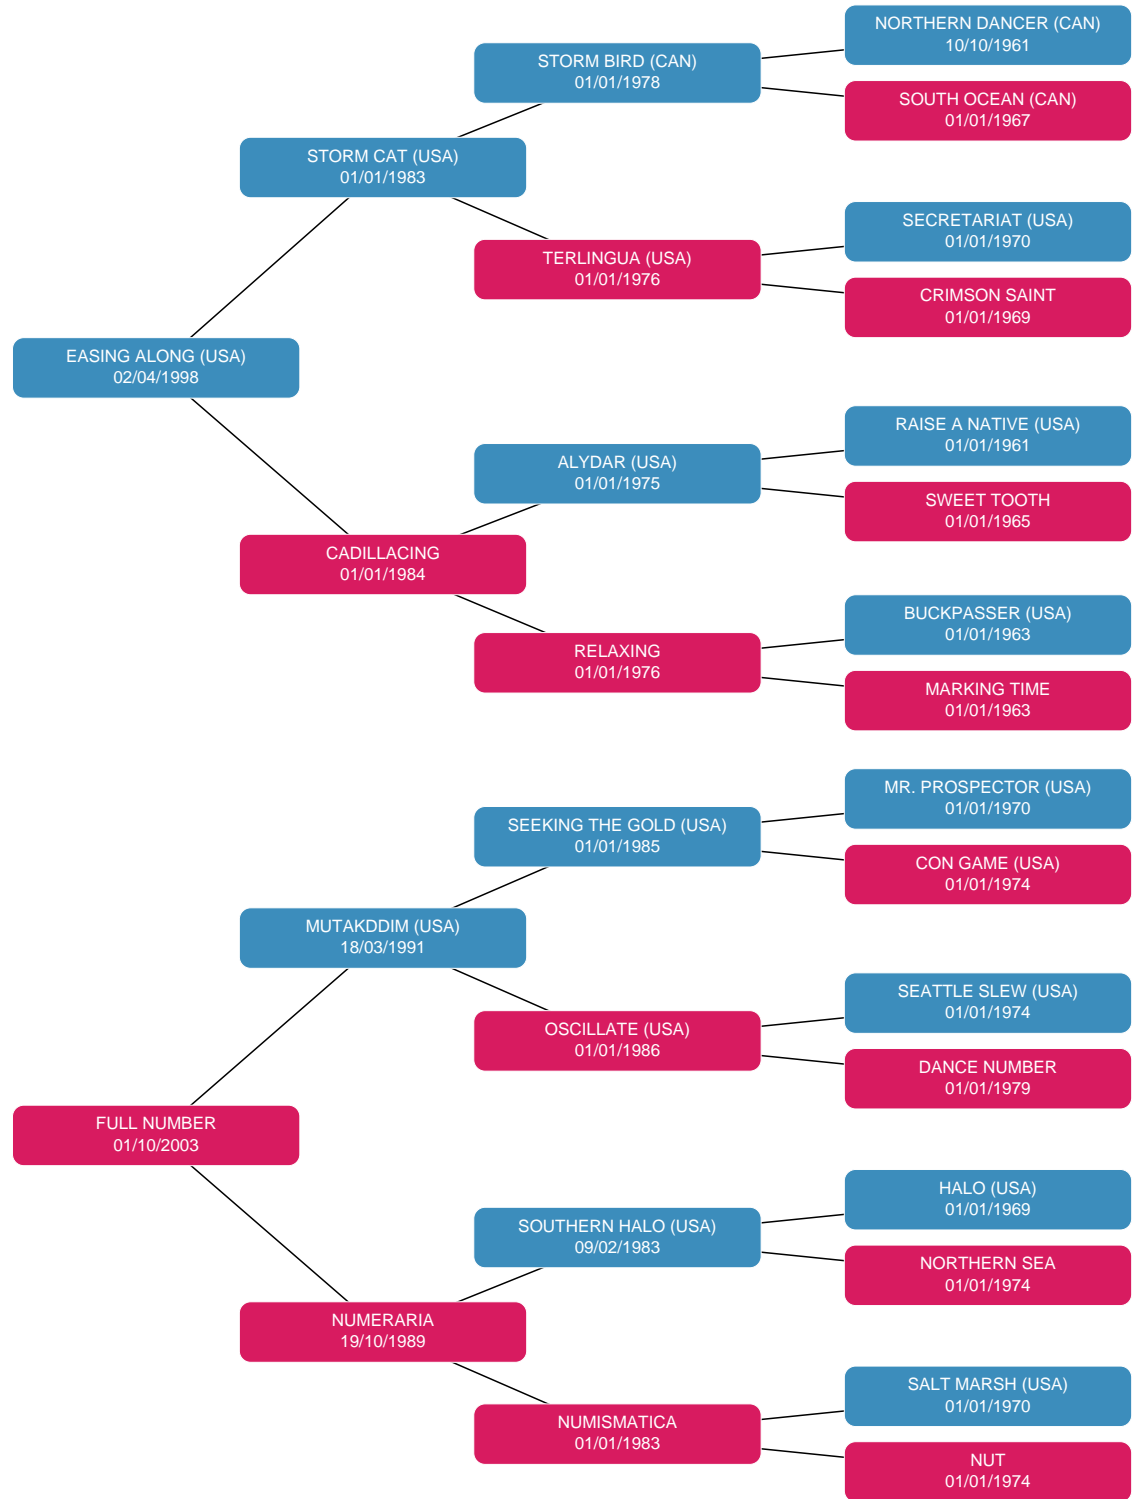 NORTHERN DANCER (CAN)
10/10/1961
STORM BIRD (CAN)
01/01/1978
SOUTH OCEAN (CAN)
01/01/1967
STORM CAT (USA)
01/01/1983
SECRETARIAT (USA)
01/01/1970
TERLINGUA (USA)
01/01/1976
CRIMSON SAINT
01/01/1969
EASING ALONG (USA)
02/04/1998
RAISE A NATIVE (USA)
01/01/1961
ALYDAR (USA)
01/01/1975
SWEET TOOTH
01/01/1965
CADILLACING
01/01/1984
BUCKPASSER (USA)
01/01/1963
RELAXING
01/01/1976
MARKING TIME
01/01/1963
MR. PROSPECTOR (USA)
01/01/1970
SEEKING THE GOLD (USA)
01/01/1985
CON GAME (USA)
01/01/1974
MUTAKDDIM (USA)
18/03/1991
SEATTLE SLEW (USA)
01/01/1974
OSCILLATE (USA)
01/01/1986
DANCE NUMBER
01/01/1979
FULL NUMBER
01/10/2003
HALO (USA)
01/01/1969
SOUTHERN HALO (USA)
09/02/1983
NORTHERN SEA
01/01/1974
NUMERARIA
19/10/1989
SALT MARSH (USA)
01/01/1970
NUMISMATICA
01/01/1983
NUT
01/01/1974